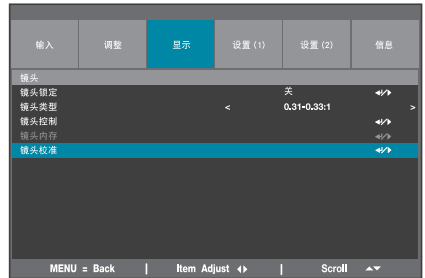 输入 调整 显示 设置 (1) 设置 (2) 信息
镜头
镜头锁定 关
镜头类型 < 0.31-0.33:1 >
镜头控制
镜头内存
镜头校准
MENU = Back | Item Adjust | Scroll